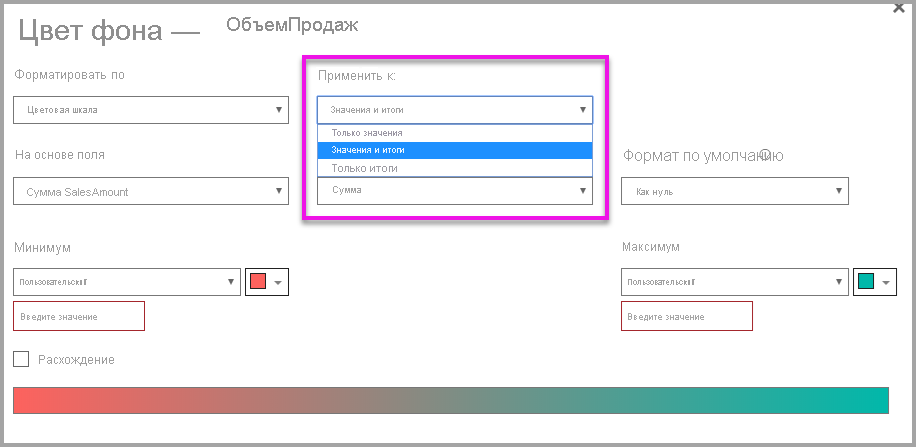 Цвет фона — ОбъемПродаж
Форматировать по
Применить к:
Цветовая шкала
Значения и итоги
Только значения
Значения и итоги
Только итоги
На основе поля
Формат по умолчанию
Сумма SalesAmount
Сумма
Как нуль
Минимум
Максимум
Пользовательский
Пользовательский
Введите значение
Введите значение
Расхождение